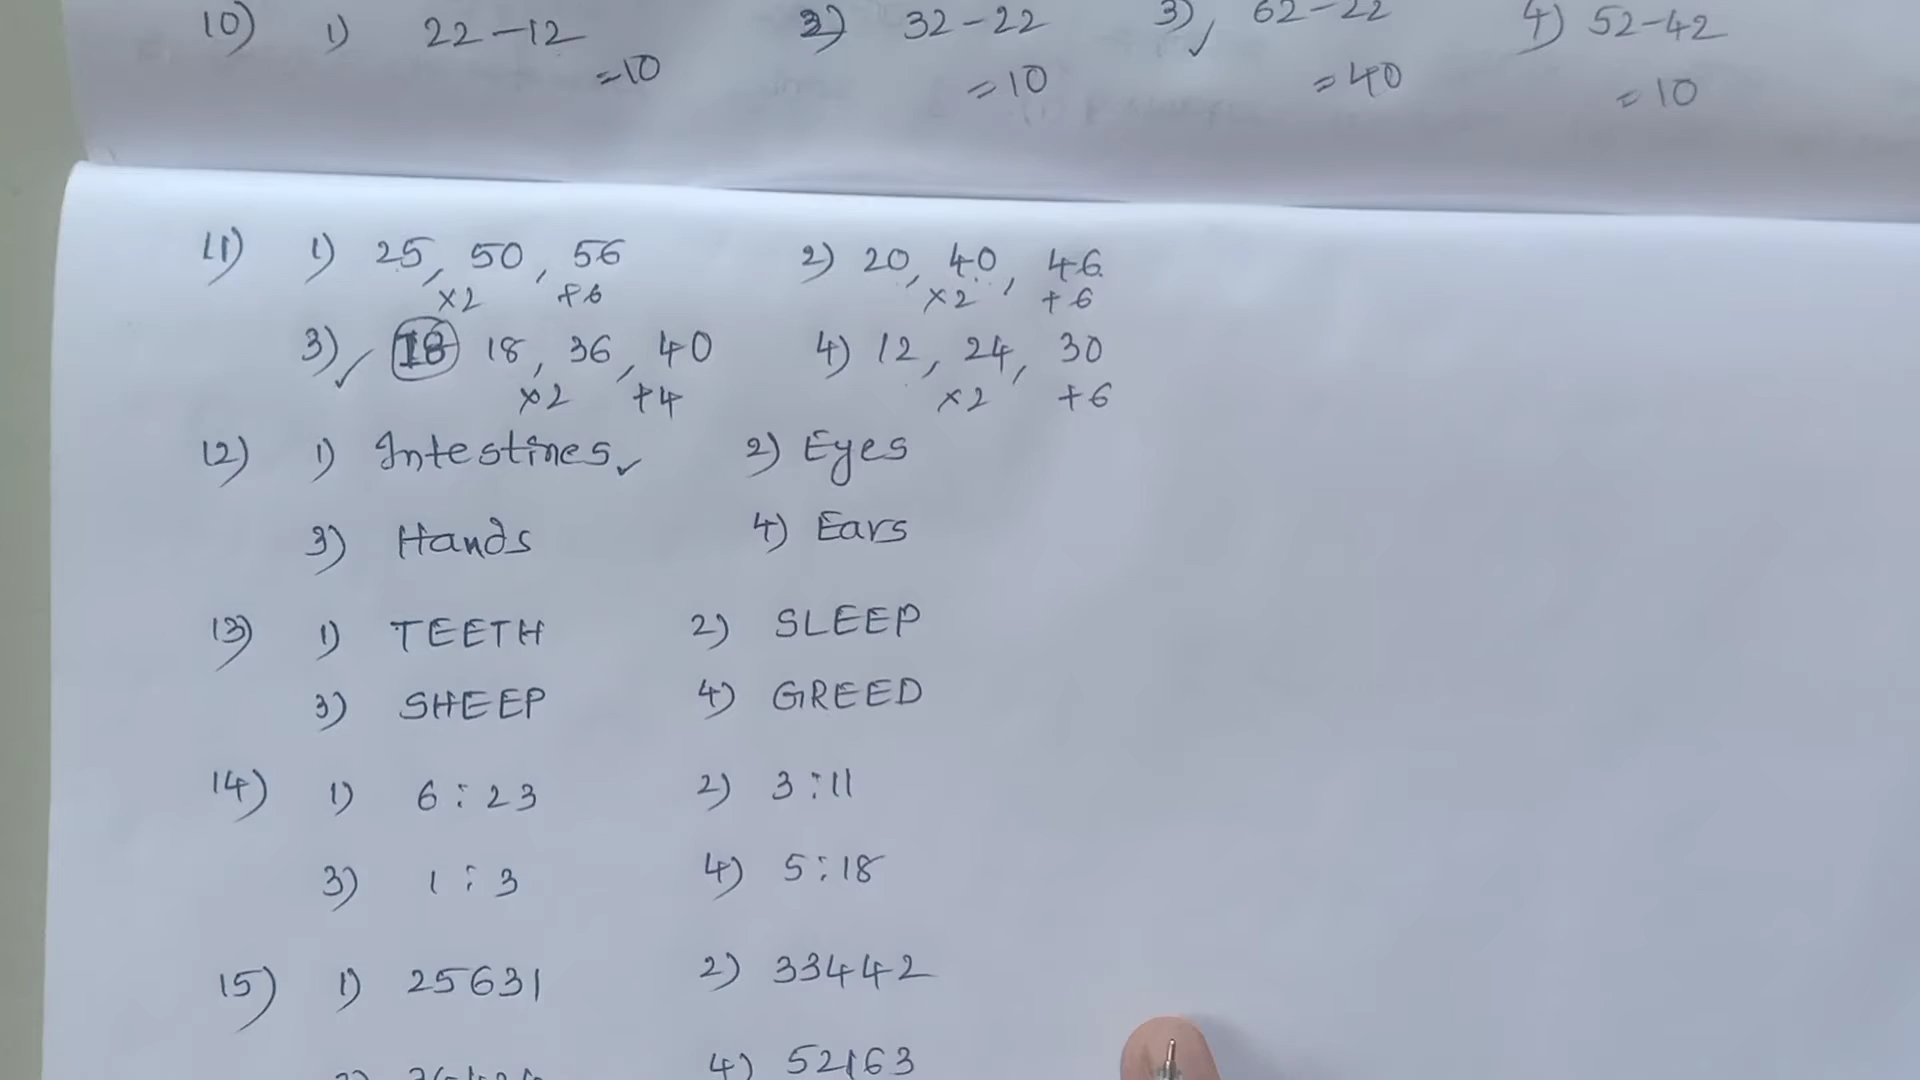 10) 1) 22-12 2) 32-22 3) 62-22 4) 52-42
=10 =10 =40 =10
11) 1) 25, 50, 56 2) 20, 40, 46
×2 +6 ×2 +6
3) 18, 36, 40 4) 12, 24, 30
×2 +4 ×2 +6
12) 1) Intestines 2) Eyes
3) Hands 4) Ears
13) 1) TEETH 2) SLEEP
3) SHEEP 4) GREED
14) 1) 6:23 2) 3:11
3) 1:3 4) 5:18
15) 1) 25631 2) 33442
4) 52163